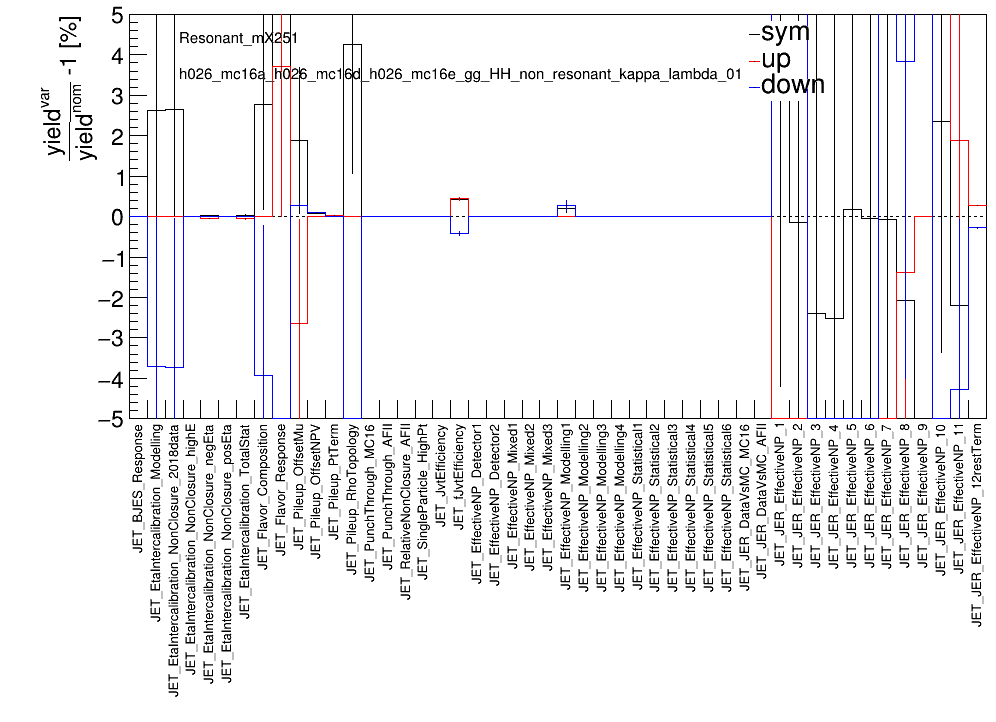 yield^var / yield^nom -1 [%]
5
4
3
2
1
0
−1
−2
−3
−4
−5
Resonant_mX251
h026_mc16a_h026_mc16d_h026_mc16e_gg_HH_non_resonant_kappa_lambda_01
sym
up
down
JET_BJES_Response
JET_EtaIntercalibration_Modelling
JET_EtaIntercalibration_NonClosure_2018data
JET_EtaIntercalibration_NonClosure_highE
JET_EtaIntercalibration_NonClosure_negEta
JET_EtaIntercalibration_NonClosure_posEta
JET_EtaIntercalibration_TotalStat
JET_Flavor_Composition
JET_Flavor_Response
JET_Pileup_OffsetMu
JET_Pileup_OffsetNPV
JET_Pileup_PtTerm
JET_Pileup_RhoTopology
JET_PunchThrough_MC16
JET_PunchThrough_AFII
JET_RelativeNonClosure_AFII
JET_SingleParticle_HighPt
JET_JvtEfficiency
JET_fJvtEfficiency
JET_EffectiveNP_Detector1
JET_EffectiveNP_Detector2
JET_EffectiveNP_Mixed1
JET_EffectiveNP_Mixed2
JET_EffectiveNP_Mixed3
JET_EffectiveNP_Modelling1
JET_EffectiveNP_Modelling2
JET_EffectiveNP_Modelling3
JET_EffectiveNP_Modelling4
JET_EffectiveNP_Statistical1
JET_EffectiveNP_Statistical2
JET_EffectiveNP_Statistical3
JET_EffectiveNP_Statistical4
JET_EffectiveNP_Statistical5
JET_EffectiveNP_Statistical6
JET_JER_DataVsMC_MC16
JET_JER_DataVsMC_AFII
JET_JER_EffectiveNP_1
JET_JER_EffectiveNP_2
JET_JER_EffectiveNP_3
JET_JER_EffectiveNP_4
JET_JER_EffectiveNP_5
JET_JER_EffectiveNP_6
JET_JER_EffectiveNP_7
JET_JER_EffectiveNP_8
JET_JER_EffectiveNP_9
JET_JER_EffectiveNP_10
JET_JER_EffectiveNP_11
JET_JER_EffectiveNP_12restTerm